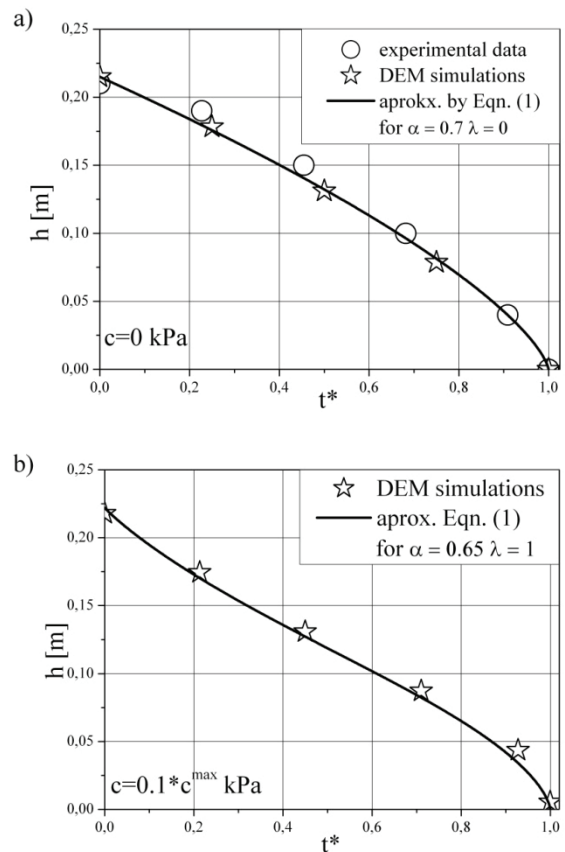 a)
0,25
0,20
0,15
0,10
0,05
0,00
h [m]
experimental data
DEM simulations
aprokx. by Eqn. (1)
for α = 0.7 λ = 0
c=0 kPa
0,0 0,2 0,4 0,6 0,8 1,0
t*
b)
0,25
0,20
0,15
0,10
0,05
0,00
h [m]
DEM simulations
aprox. Eqn. (1)
for α = 0.65 λ = 1
c=0.1*c^max kPa
0,0 0,2 0,4 0,6 0,8 1,0
t*